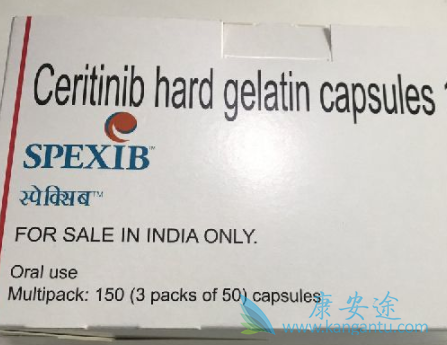 Ceritinib hard gelatin capsules
SPEXIB™
स्पेक्सिब™
FOR SALE IN INDIA ONLY.
Oral use
Multipack: 150 (3 packs of 50) capsules
康安途
www.kangantu.com